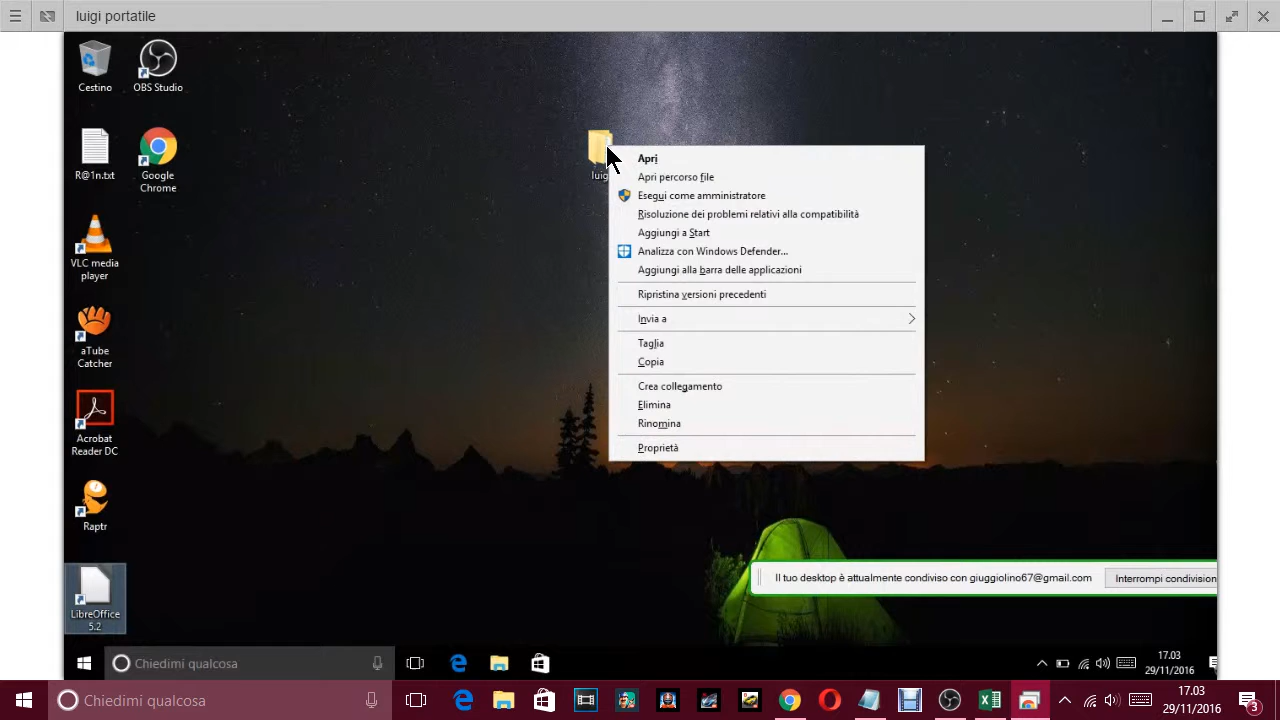 luigi portatile
Cestino
OBS Studio
R@1n.txt
Google
Chrome
VLC media
player
aTube
Catcher
Acrobat
Reader DC
Raptr
LibreOffice
5.2
Apri
Apri percorso file
Esegui come amministratore
Risoluzione dei problemi relativi alla compatibilità
Aggiungi a Start
Analizza con Windows Defender...
Aggiungi alla barra delle applicazioni
Ripristina versioni precedenti
Invia a
Taglia
Copia
Crea collegamento
Elimina
Rinomina
Proprietà
Il tuo desktop è attualmente condiviso con giuggiolino67@gmail.com
Interrompi condivision
Chiedimi qualcosa
17.03
29/11/2016
Chiedimi qualcosa
17.03
29/11/2016
3